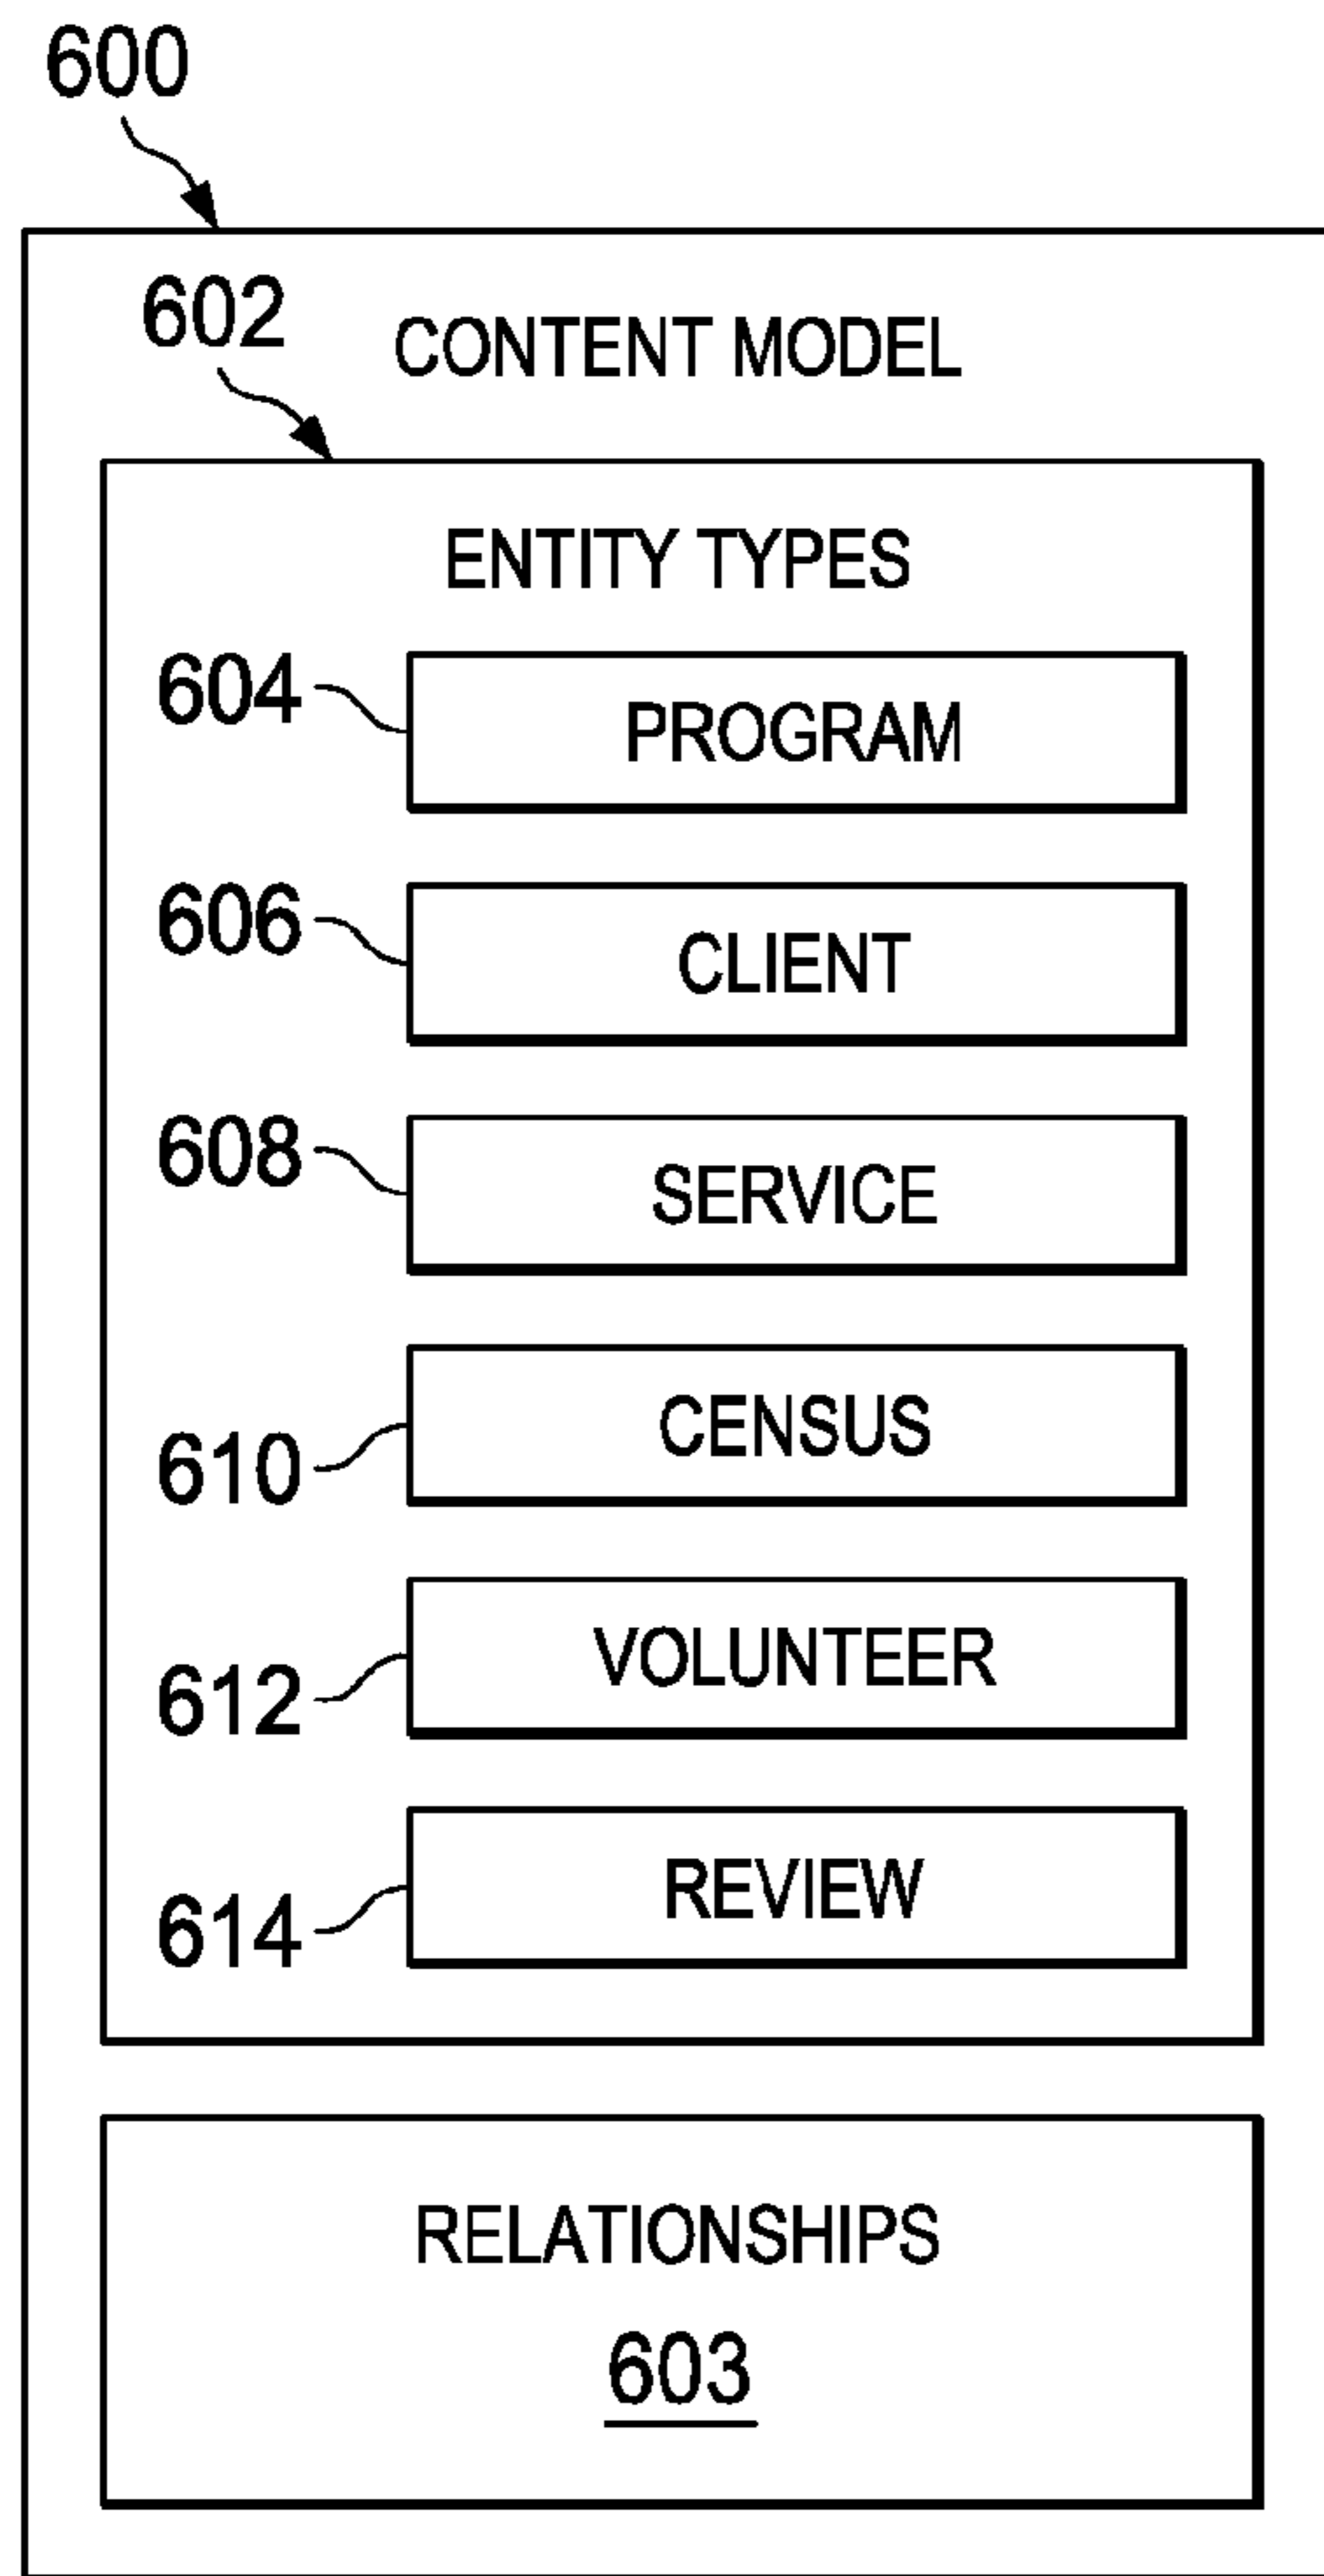 600
602
CONTENT MODEL
ENTITY TYPES
604 PROGRAM
606 CLIENT
608 SERVICE
610 CENSUS
612 VOLUNTEER
614 REVIEW
RELATIONSHIPS
603